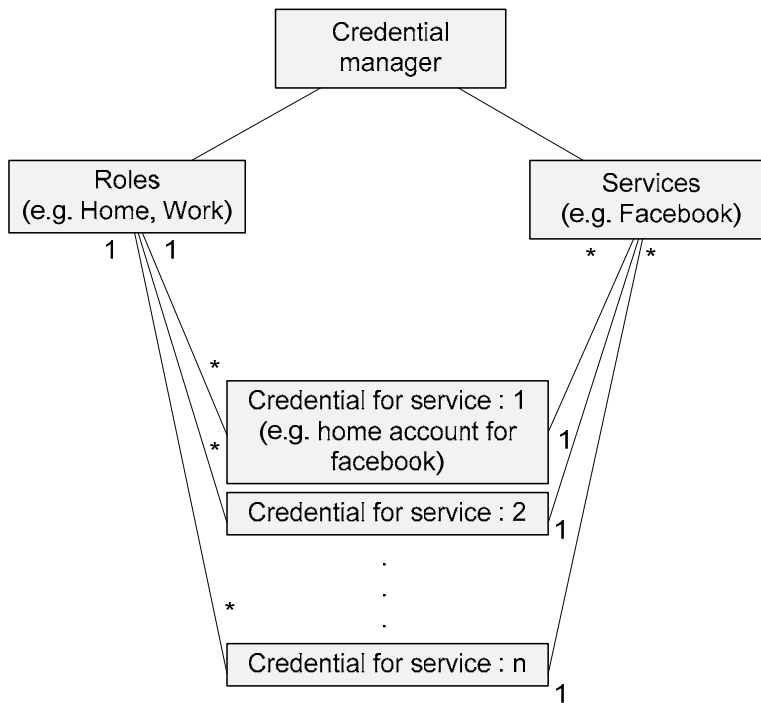 Credential
manager
Roles
(e.g. Home, Work)
Services
(e.g. Facebook)
1
1
*
*
*
Credential for service : 1
(e.g. home account for
facebook)
1
*
Credential for service : 2
1
.
.
.
*
Credential for service : n
1